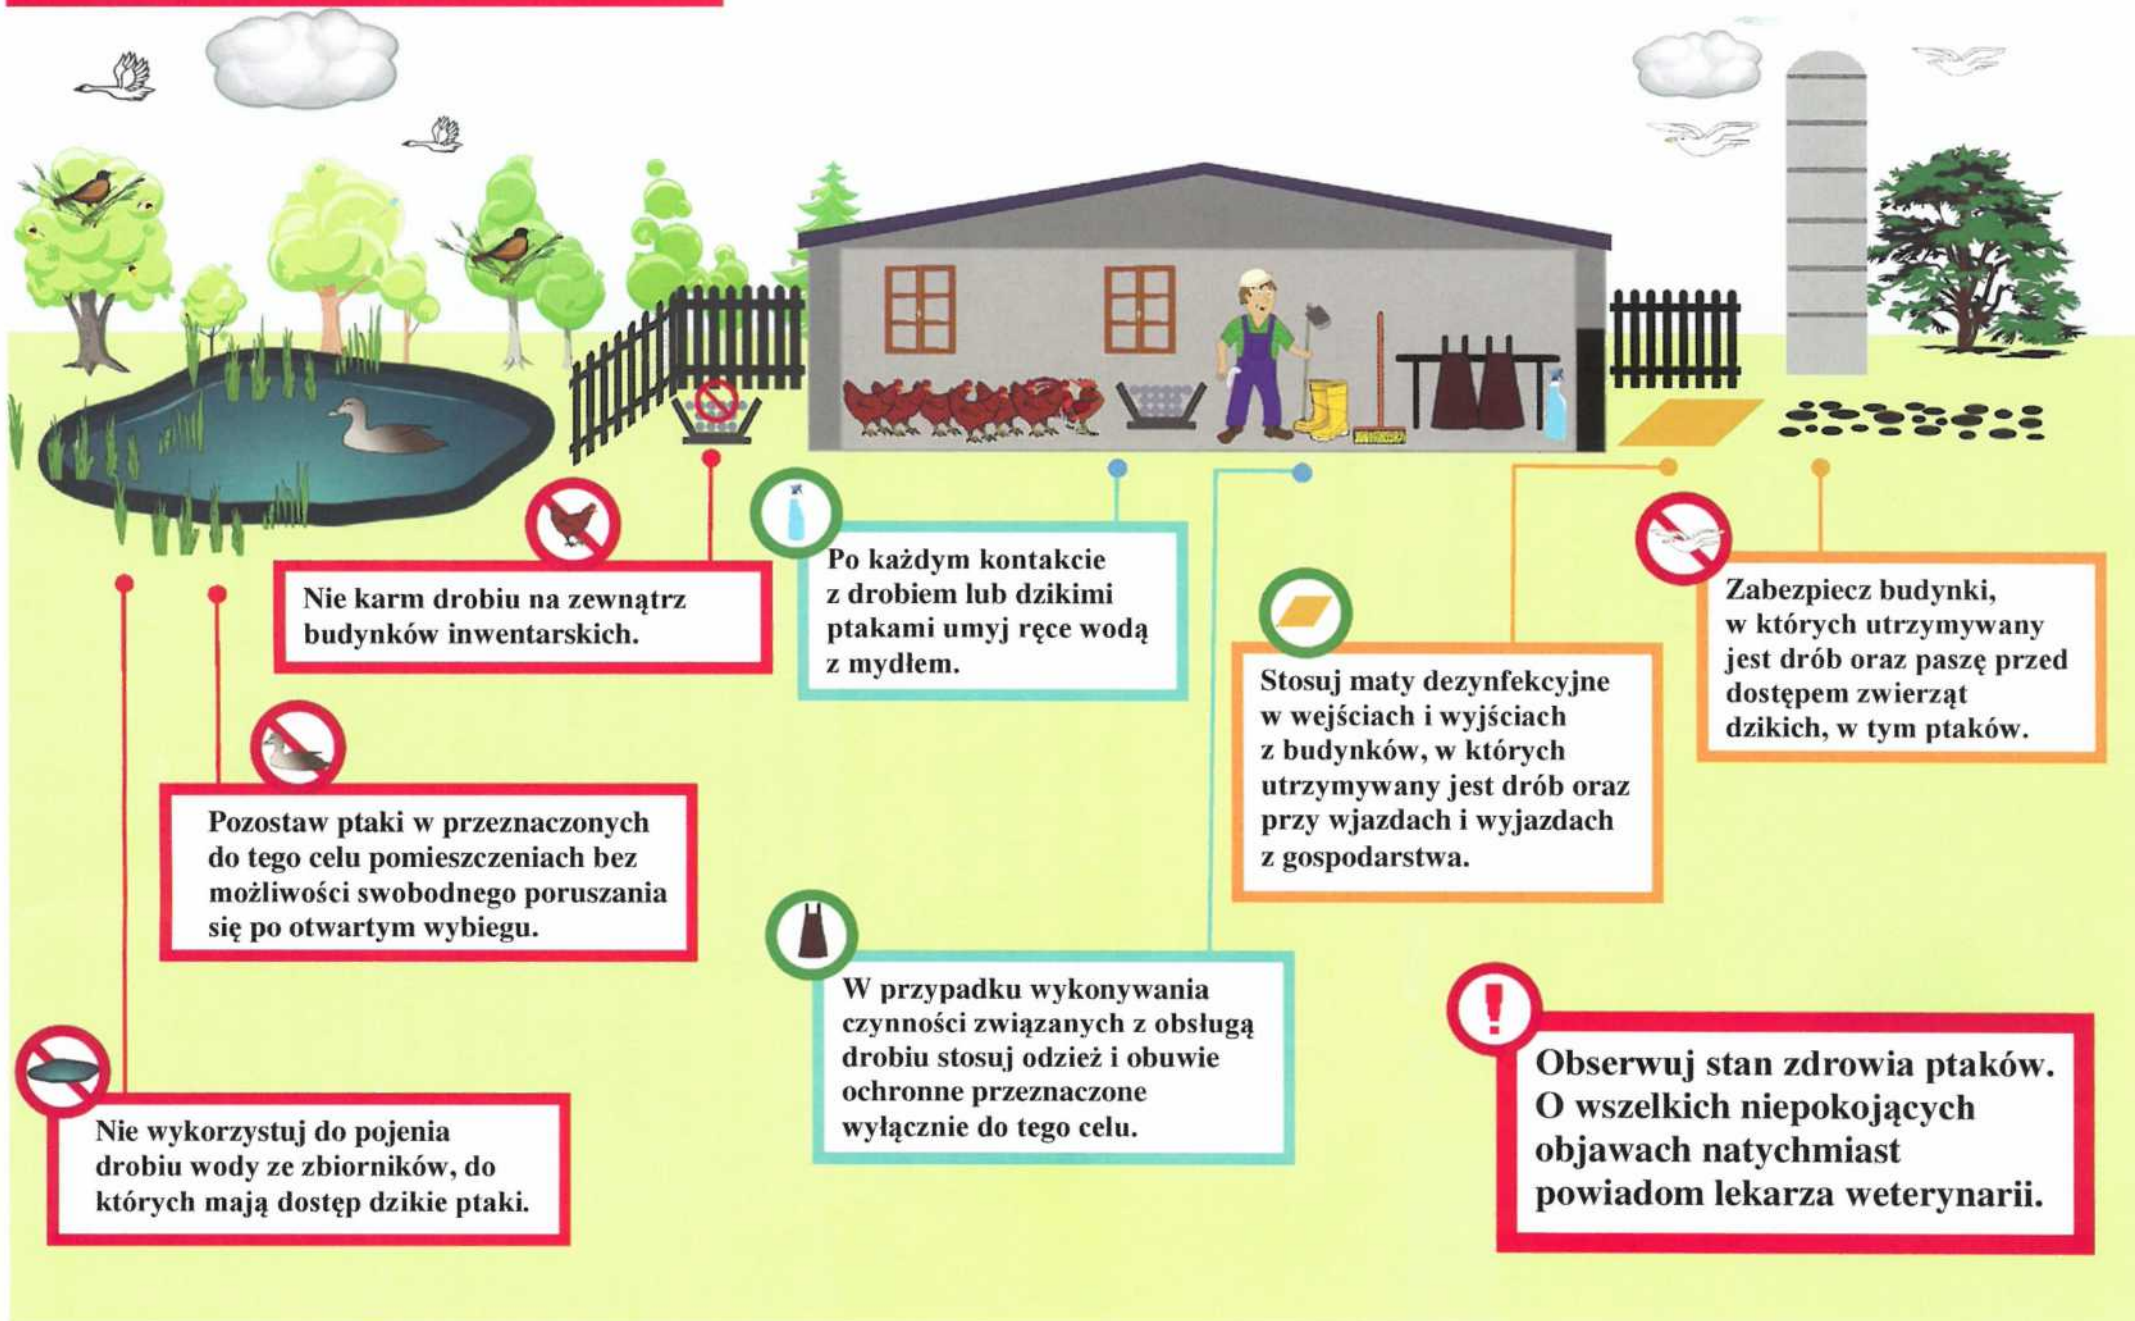 Nie karm drobiu na zewnątrz
budynków inwentarskich.
Po każdym kontakcie
z drobiem lub dzikimi
ptakami umyj ręce wodą
z mydłem.
Zabezpiecz budynki,
w których utrzymywany
jest drób oraz paszę przed
dostępem zwierząt
dzikich, w tym ptaków.
Stosuj maty dezynfekcyjne
w wejściach i wyjściach
z budynków, w których
utrzymywany jest drób oraz
przy wjazdach i wyjazdach
z gospodarstwa.
Pozostaw ptaki w przeznaczonych
do tego celu pomieszczeniach bez
możliwości swobodnego poruszania
się po otwartym wybiegu.
W przypadku wykonywania
czynności związanych z obsługą
drobiu stosuj odzież i obuwie
ochronne przeznaczone
wyłącznie do tego celu.
Nie wykorzystuj do pojenia
drobiu wody ze zbiorników, do
których mają dostęp dzikie ptaki.
Obserwuj stan zdrowia ptaków.
O wszelkich niepokojących
objawach natychmiast
powiadom lekarza weterynarii.